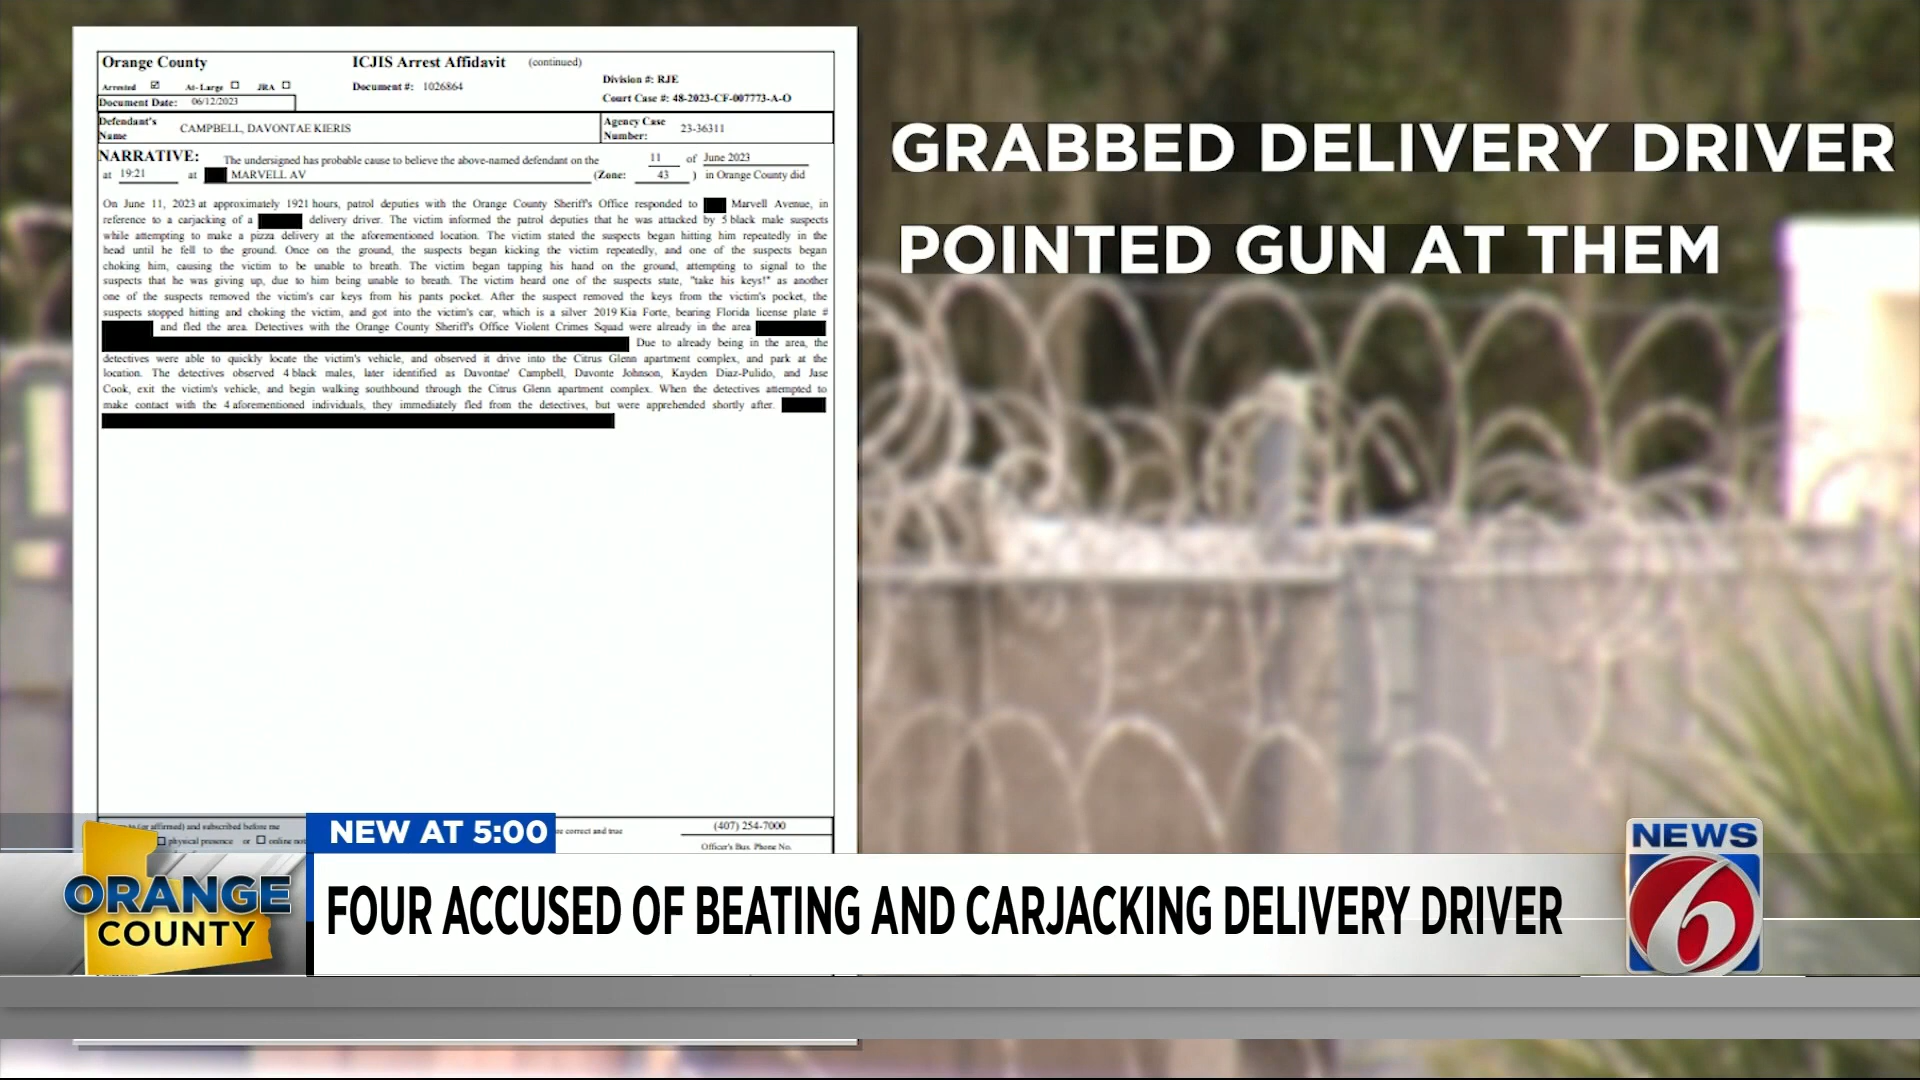 Orange County ICJIS Arrest Affidavit (continued)
Division #: RJE
Arrested At-Large JRA Document #: 1026864
Court Case #: 48-2023-CF-007773-A-O
Document Date: 06/12/2023
Defendant's Name CAMPBELL, DAVONTAE KIERIS Agency Case Number: 23-36311
NARRATIVE: The undersigned has probable cause to believe the above-named defendant on the 11 of June 2023
at 19:21 at MARVELL AV (Zone: 43 ) in Orange County did
On June 11, 2023 at approximately 1921 hours, patrol deputies with the Orange County Sheriff's Office responded to Marvell Avenue, in
reference to a carjacking of a delivery driver. The victim informed the patrol deputies that he was attacked by 5 black male suspects
while attempting to make a pizza delivery at the aforementioned location. The victim stated the suspects began hitting him repeatedly in the
head until he fell to the ground. Once on the ground, the suspects began kicking the victim repeatedly, and one of the suspects began
choking him, causing the victim to be unable to breath. The victim began tapping his hand on the ground, attempting to signal to the
suspects that he was giving up, due to him being unable to breath. The victim heard one of the suspects state, "take his keys!" as another
one of the suspects removed the victim's car keys from his pants pocket. After the suspect removed the keys from the victim's pocket, the
suspects stopped hitting and choking the victim, and got into the victim's car, which is a silver 2019 Kia Forte, bearing Florida license plate #
and fled the area. Detectives with the Orange County Sheriff's Office Violent Crimes Squad were already in the area
Due to already being in the area, the
detectives were able to quickly locate the victim's vehicle, and observed it drive into the Citrus Glenn apartment complex, and park at the
location. The detectives observed 4 black males, later identified as Davontae' Campbell, Davonte Johnson, Kayden Diaz-Pulido, and Jase
Cook, exit the victim's vehicle, and begin walking southbound through the Citrus Glenn apartment complex. When the detectives attempted to
make contact with the 4 aforementioned individuals, they immediately fled from the detectives, but were apprehended shortly after.
(or affirmed) and subscribed before me
correct and true
(407) 254-7000
physical presence or online
Officer's Bus. Phone No.
GRABBED DELIVERY DRIVER
POINTED GUN AT THEM
NEW AT 5:00
ORANGE COUNTY
FOUR ACCUSED OF BEATING AND CARJACKING DELIVERY DRIVER
NEWS 6